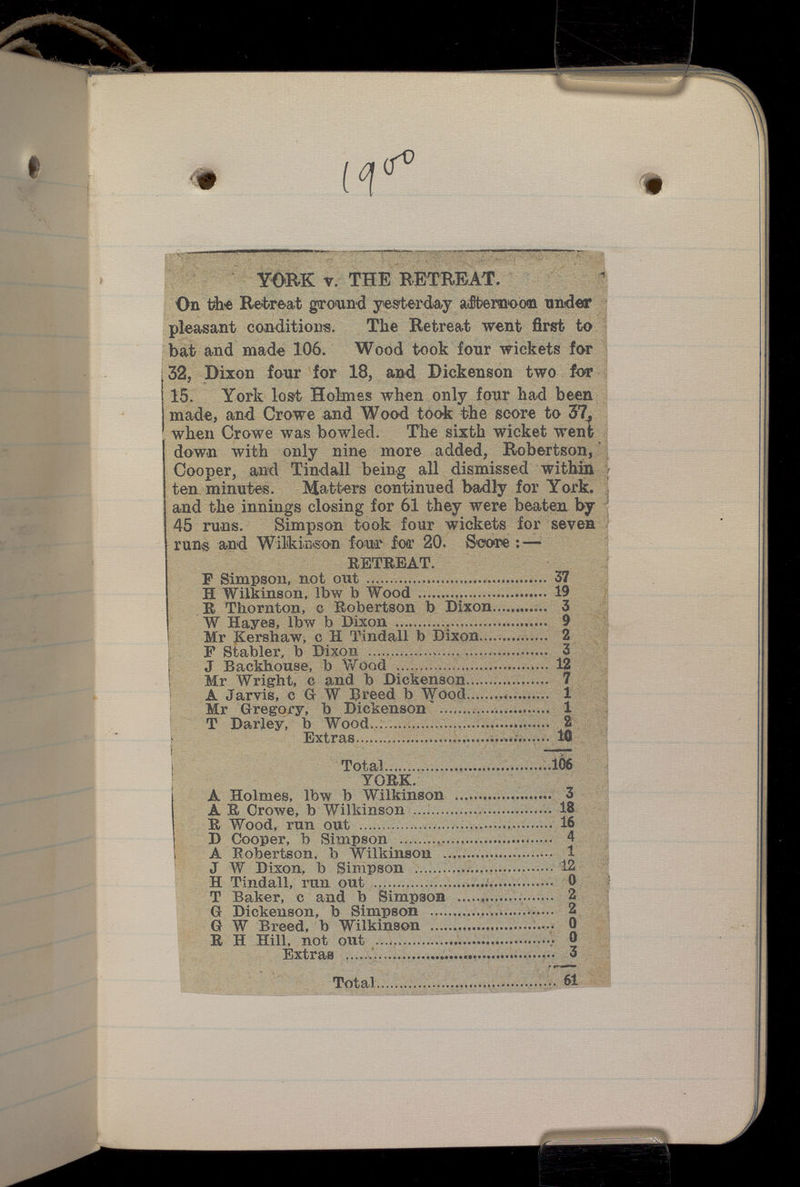 1900
YORK v. THE RETREAT.
On the Retreat ground yesterday afternoon under
pleasant conditions. The Retreat went first to
bat and made 106. Wood took four wickets for
32, Dixon four for 18, and Dickenson two for
15. York lost Holmes when only four had been
made, and Crowe and Wood took the score to 37,
when Crowe was bowled. The sixth wicket went
down with only nine more added, Robertson,
Cooper, and Tindall being all dismissed within
ten minutes. Matters continued badly for York.
and the innings closing for 61 they were beaten by
45 runs. Simpson took four wickets for seven
runs and Wilkinson four for 20. Score :—
RETREAT.
F Simpson, not out ........ 37
H Wilkinson, lbw b Wood ........ 19
R Thornton, c Robertson b Dixon........ 3
W Hayes, lbw b Dixon ........ 9
Mr Kershaw, c H Tindall b Dixon........ 2
F Stabler, b Dixon ........ 3
J Backhouse, b Wood ........ 12
Mr Wright, c and b Dickenson........ 7
A Jarvis, c G W Breed b Wood........ 1
Mr Gregory, b Dickenson ........ 1
T Darley, b Wood........ 2
Extras........ 10
Total........106
YORK.
A Holmes, lbw b Wilkinson ........ 3
A R Crowe, b Wilkinson ........ 18
R Wood, run out ........ 16
D Cooper, b Simpson ........ 4
A Robertson, b Wilkinson ........ 1
J W Dixon, b Simpson ........ 12
H Tindall, run out ........ 0
T Baker, c and b Simpson ........ 2
G Dickenson, b Simpson ........ 2
G W Breed, b Wilkinson ........ 0
R H Hill, not out ........ 0
Extras ........ 3
Total........ 61